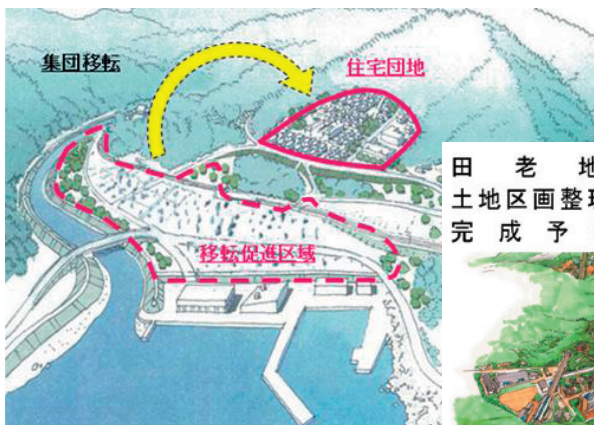 集団移転
住宅団地
移転促進区域
田老地
土地区画整
完成予